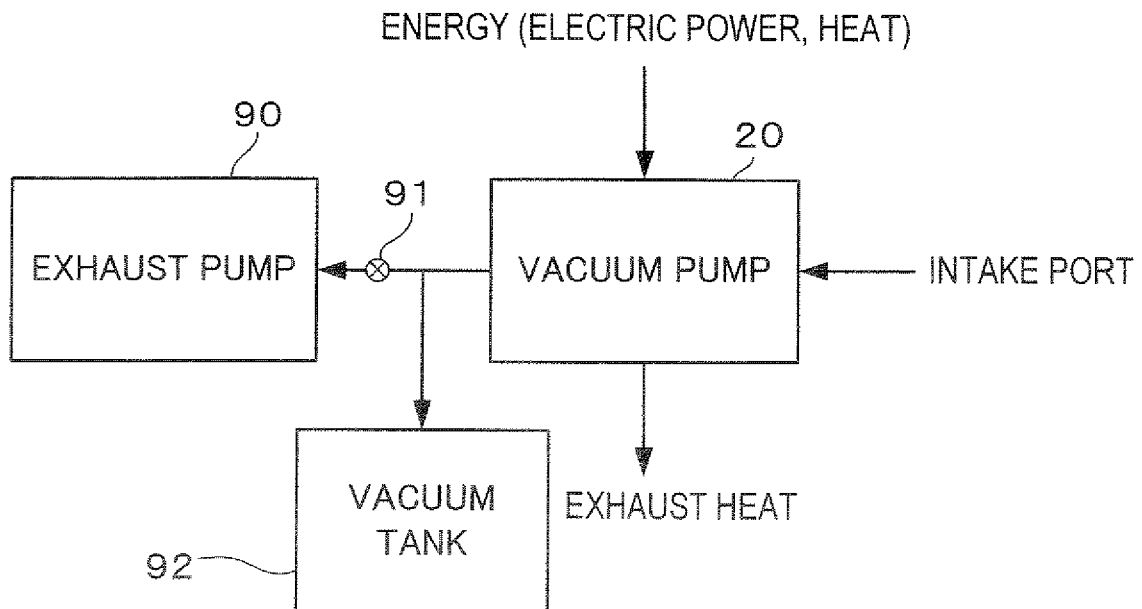 ENERGY (ELECTRIC POWER, HEAT)
90
20
91
EXHAUST PUMP
VACUUM PUMP
INTAKE PORT
VACUUM
TANK
EXHAUST HEAT
92